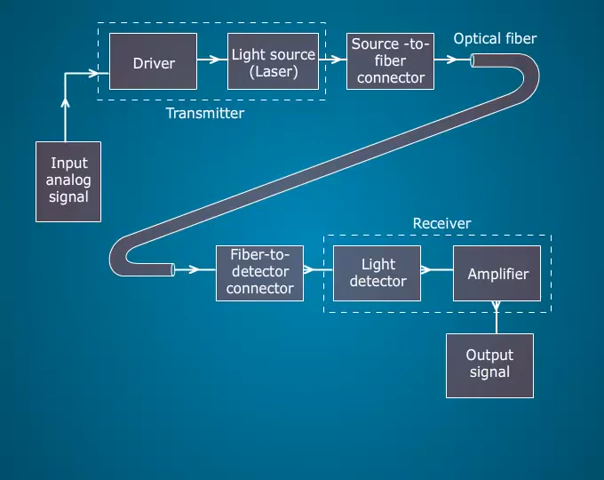 Optical fiber
Driver
Light source
(Laser)
Source -to-
fiber
connector
Transmitter
Input
analog
signal
Receiver
Fiber-to-
detector
connector
Light
detector
Amplifier
Output
signal